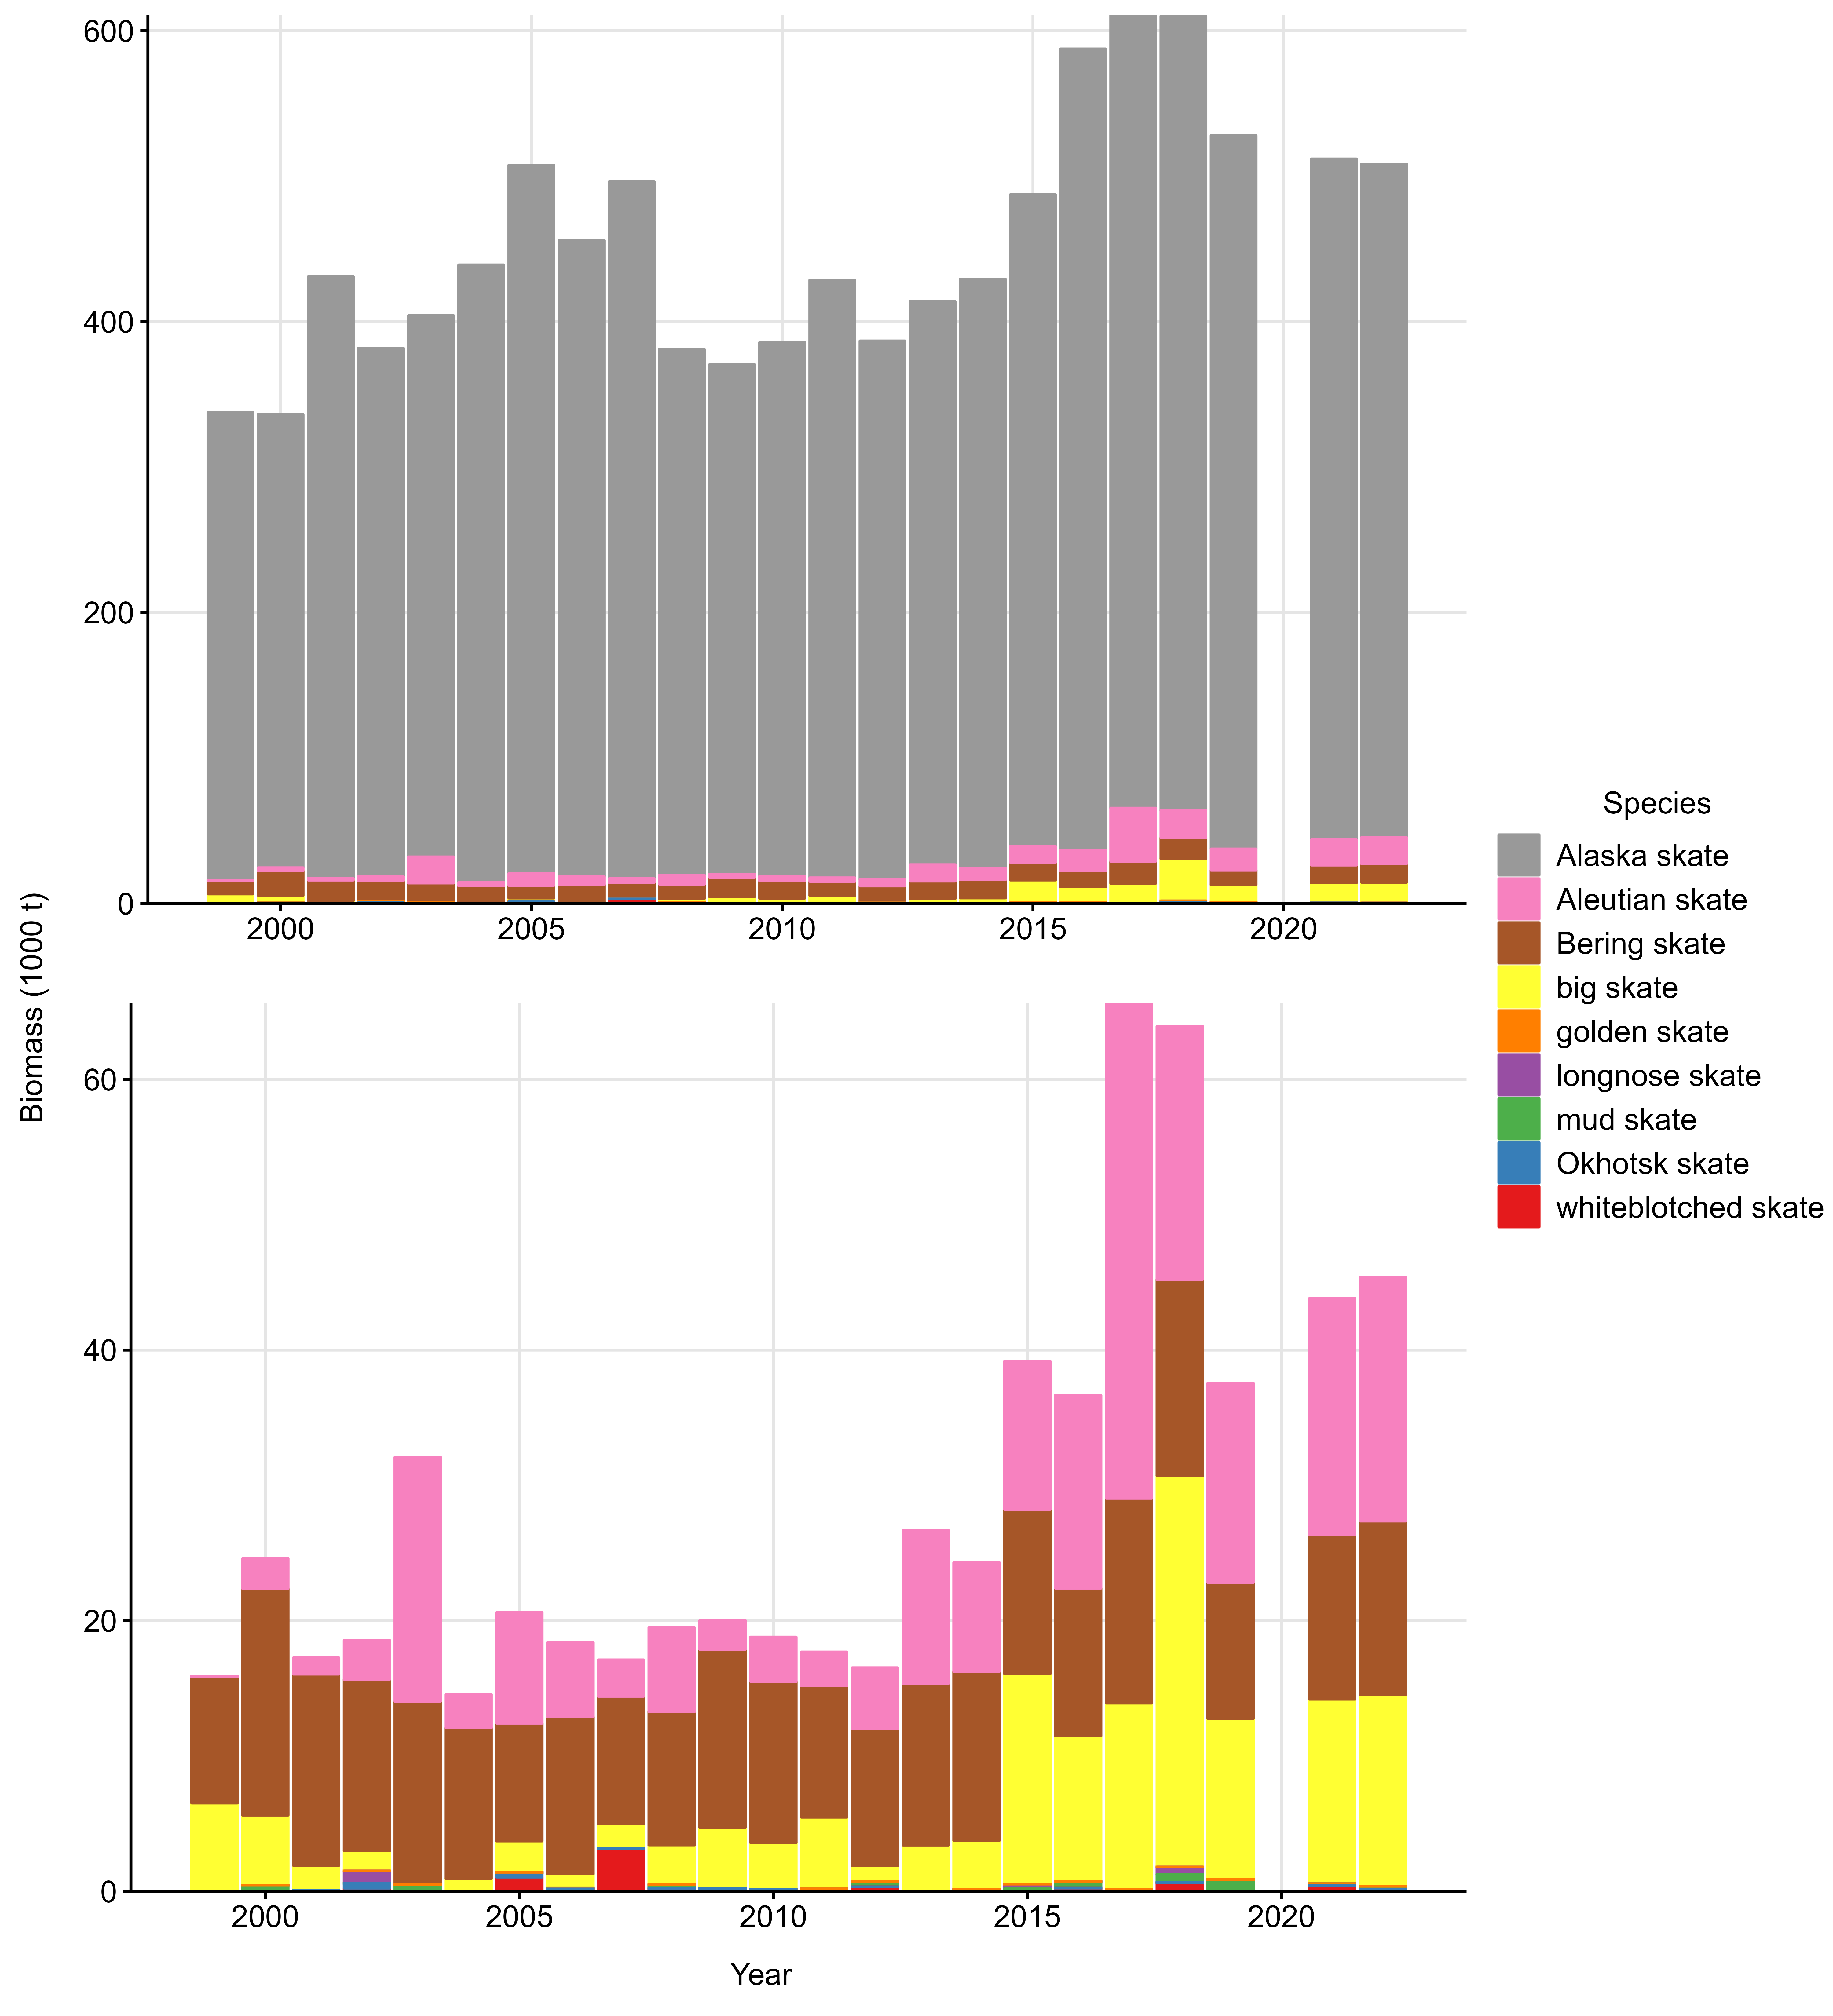 600
400
200
0
2000 2005 2010 2015 2020
Biomass (1000 t)
60
40
20
0
2000 2005 2010 2015 2020
Year
Species
Alaska skate
Aleutian skate
Bering skate
big skate
golden skate
longnose skate
mud skate
Okhotsk skate
whiteblotched skate